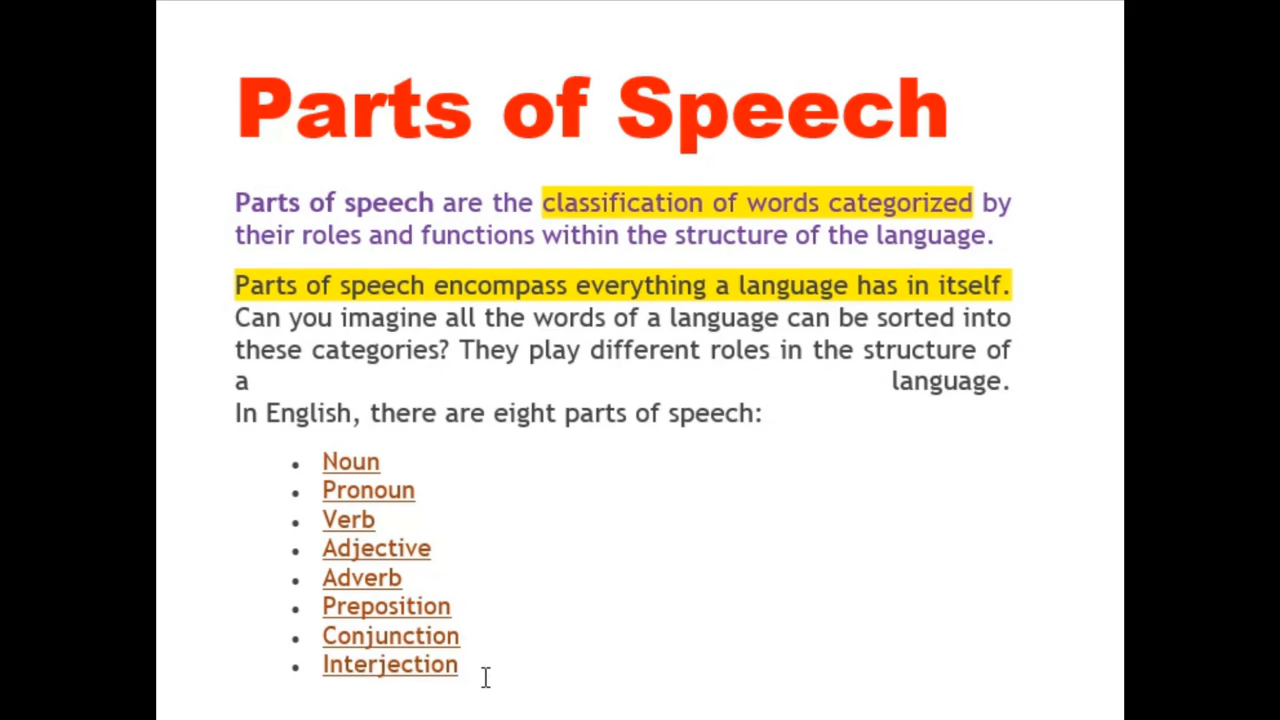 Parts of Speech
Parts of speech are the classification of words categorized by
their roles and functions within the structure of the language.
Parts of speech encompass everything a language has in itself.
Can you imagine all the words of a language can be sorted into
these categories? They play different roles in the structure of
a language.
In English, there are eight parts of speech:
• Noun
• Pronoun
• Verb
• Adjective
• Adverb
• Preposition
• Conjunction
• Interjection